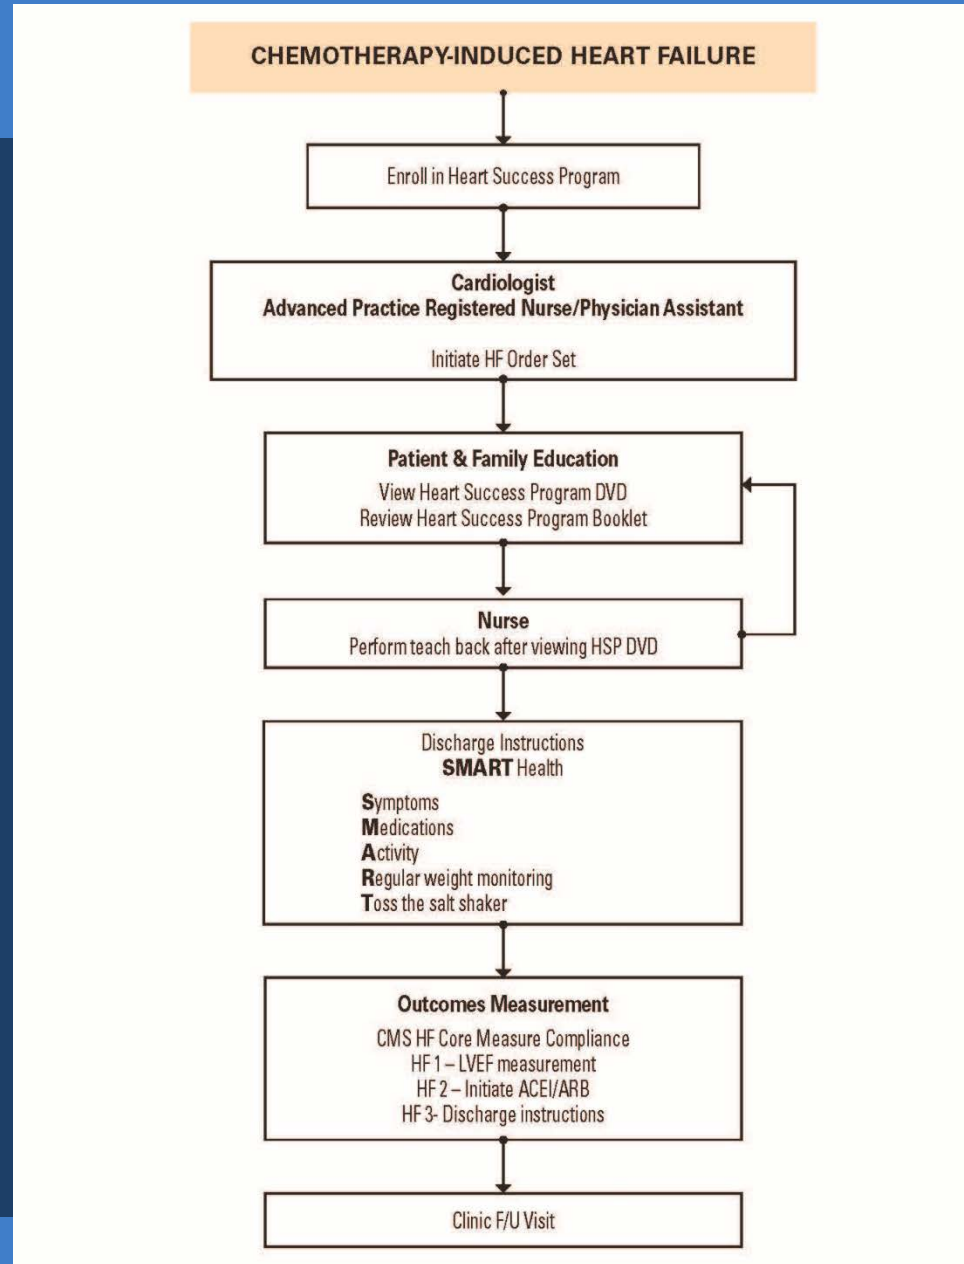 CHEMOTHERAPY-INDUCED HEART FAILURE
Enroll in Heart Success Program
Cardiologist
Advanced Practice Registered Nurse/Physician Assistant
Initiate HF Order Set
Patient & Family Education
View Heart Success Program DVD
Review Heart Success Program Booklet
Nurse
Perform teach back after viewing HSP DVD
Discharge Instructions
SMART Health
Symptoms
Medications
Activity
Regular weight monitoring
Toss the salt shaker
Outcomes Measurement
CMS HF Core Measure Compliance
HF 1 – LVEF measurement
HF 2 – Initiate ACEI/ARB
HF 3- Discharge instructions
Clinic F/U Visit